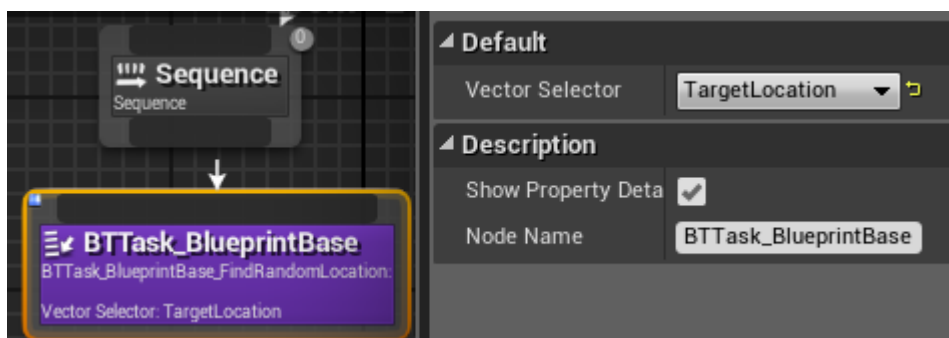 0
Sequence
Sequence
BTTask_BlueprintBase
BTTask_BlueprintBase_FindRandomLocation:
Vector Selector: TargetLocation
Default
Vector Selector
TargetLocation
Description
Show Property Deta
Node Name
BTTask_BlueprintBase